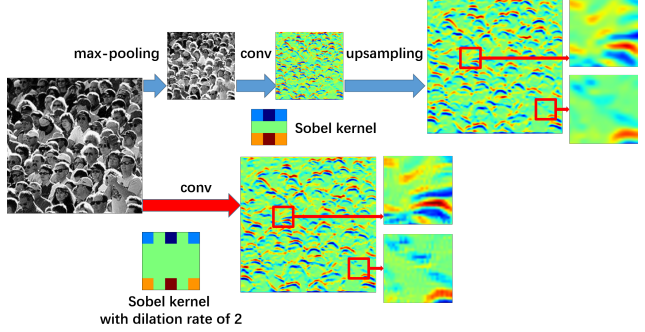 max-pooling
conv
upsampling
Sobel kernel
conv
Sobel kernel
with dilation rate of 2